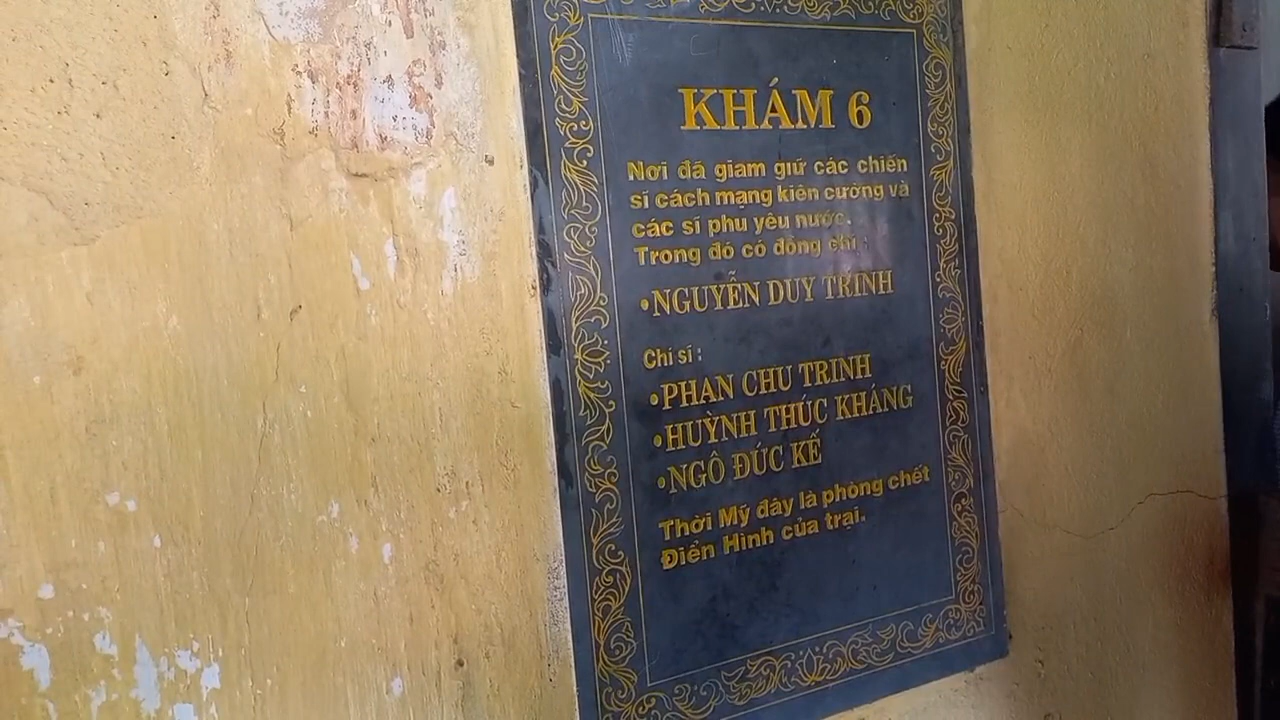 KHÁM 6
Nơi đã giam giữ các chiến
sĩ cách mạng kiên cường và
các sĩ phu yêu nước.
Trong đó có đồng chí :
•NGUYỄN DUY TRINH
Chí sĩ :
•PHAN CHU TRINH
•HUỲNH THÚC KHÁNG
•NGÔ ĐỨC KẾ
Thời Mỹ đây là phòng chết
Điển Hình của trại.